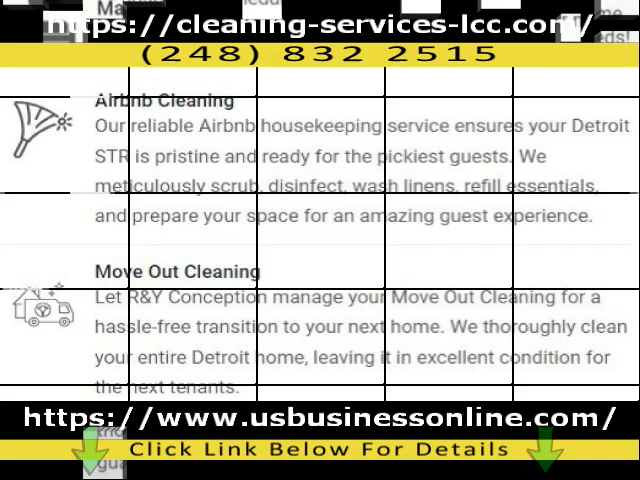 Ma
https://cleaning-services-lcc.com/
eds!
(248) 832 2515
Airbnb Cleaning
Our reliable Airbnb housekeeping service ensures your Detroit
STR is pristine and ready for the pickiest guests. We
meticulously scrub, disinfect, wash linens, refill essentials,
and prepare your space for an amazing guest experience.
Move Out Cleaning
Let R&Y Conception manage your Move Out Cleaning for a
hassle-free transition to your next home. We thoroughly clean
your entire Detroit home, leaving it in excellent condition for
the next tenants.
https://www.usbusinessonline.com/
Click Link Below For Details
gua